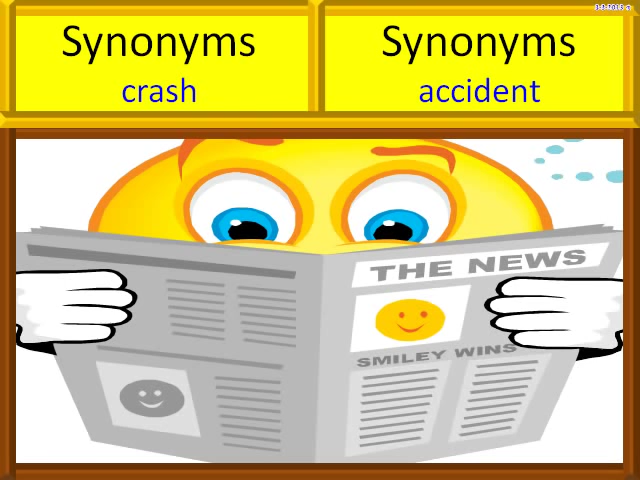 Synonyms
crash
Synonyms
accident
THE NEWS
SMILEY WINS